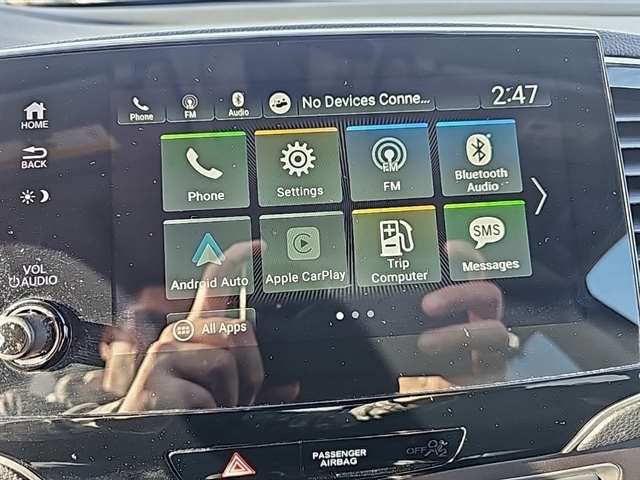 No Devices Conne...
2:47
Phone
FM
Audio
HOME
BACK
VOL
AUDIO
Phone
Settings
FM
FM
Bluetooth
Audio
Android Auto
Apple CarPlay
Trip
Computer
SMS
Messages
All Apps
PASSENGER
AIRBAG
OFF